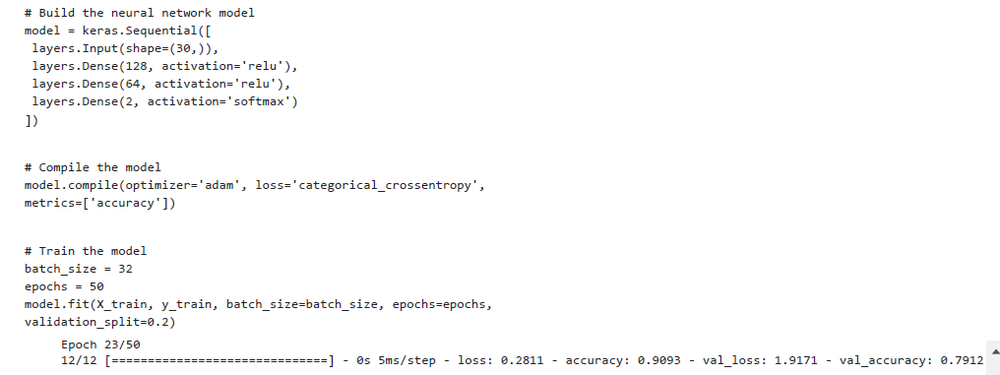 # Build the neural network model
model = keras.Sequential([
 layers.Input(shape=(30,)),
 layers.Dense(128, activation='relu'),
 layers.Dense(64, activation='relu'),
 layers.Dense(2, activation='softmax')
])
# Compile the model
model.compile(optimizer='adam', loss='categorical_crossentropy',
metrics=['accuracy'])
# Train the model
batch_size = 32
epochs = 50
model.fit(X_train, y_train, batch_size=batch_size, epochs=epochs,
validation_split=0.2)
Epoch 23/50
12/12 [==============================] - 0s 5ms/step - loss: 0.2811 - accuracy: 0.9093 - val_loss: 1.9171 - val_accuracy: 0.7912